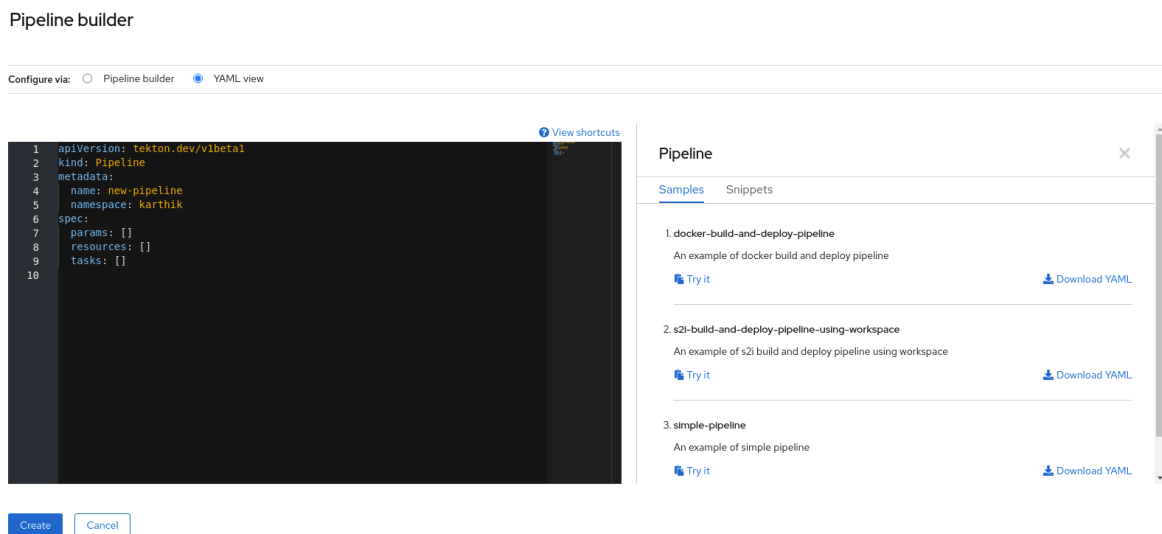 Pipeline builder
Configure via: Pipeline builder YAML view
View shortcuts
1 apiVersion: tekton.dev/v1beta1
2 kind: Pipeline
3 metadata:
4 name: new-pipeline
5 namespace: karthik
6 spec:
7 params: []
8 resources: []
9 tasks: []
10
Pipeline
Samples Snippets
1. docker-build-and-deploy-pipeline
An example of docker build and deploy pipeline
Try it Download YAML
2. s2i-build-and-deploy-pipeline-using-workspace
An example of s2i build and deploy pipeline using workspace
Try it Download YAML
3. simple-pipeline
An example of simple pipeline
Try it Download YAML
Create Cancel